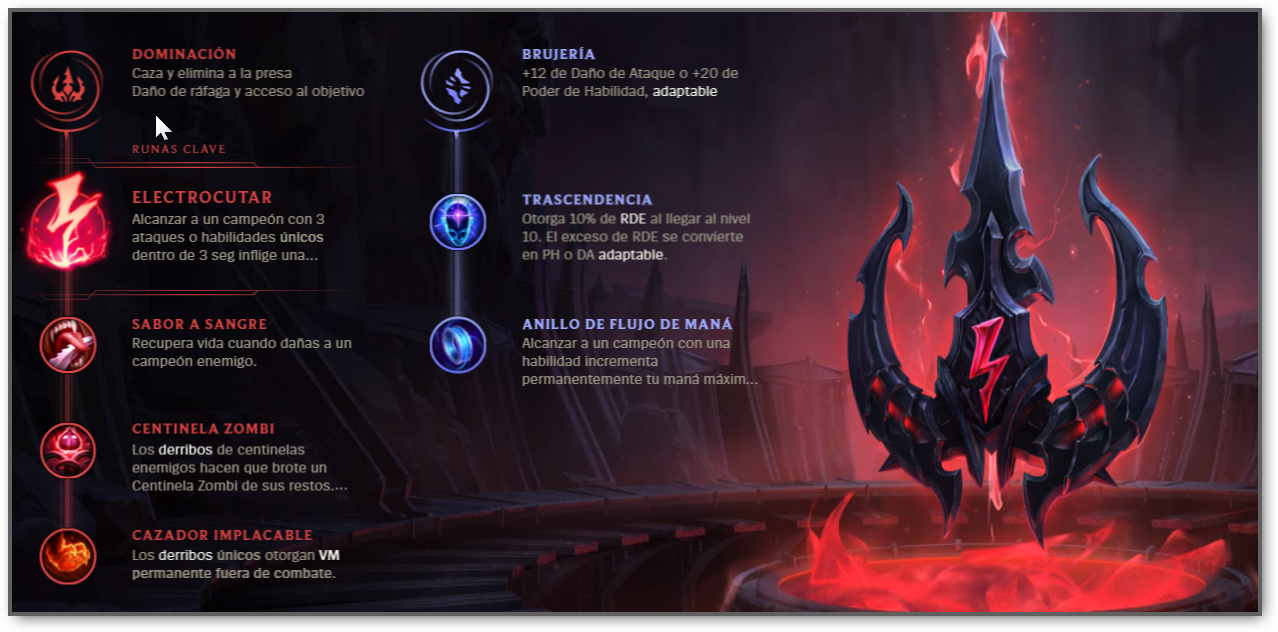 DOMINACIÓN
Caza y elimina a la presa
Daño de ráfaga y acceso al objetivo
RUNAS CLAVE
ELECTROCUTAR
Alcanzar a un campeón con 3
ataques o habilidades únicos
dentro de 3 seg inflige una...
SABOR A SANGRE
Recupera vida cuando dañas a un
campeón enemigo.
CENTINELA ZOMBI
Los derribos de centinelas
enemigos hacen que brote un
Centinela Zombi de sus restos....
CAZADOR IMPLACABLE
Los derribos únicos otorgan VM
permanente fuera de combate.
BRUJERÍA
+12 de Daño de Ataque o +20 de
Poder de Habilidad, adaptable
TRASCENDENCIA
Otorga 10% de RDE al llegar al nivel
10. El exceso de RDE se convierte
en PH o DA adaptable.
ANILLO DE FLUJO DE MANÁ
Alcanzar a un campeón con una
habilidad incrementa
permanentemente tu maná máxim...